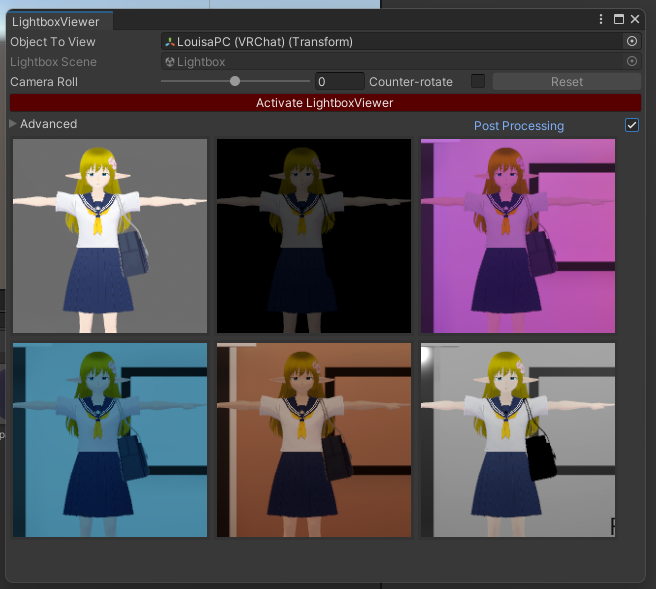 LightboxViewer
Object To View LouisaPC (VRChat) (Transform)
Lightbox Scene Lightbox
Camera Roll 0 Counter-rotate Reset
Activate LightboxViewer
Advanced Post Processing